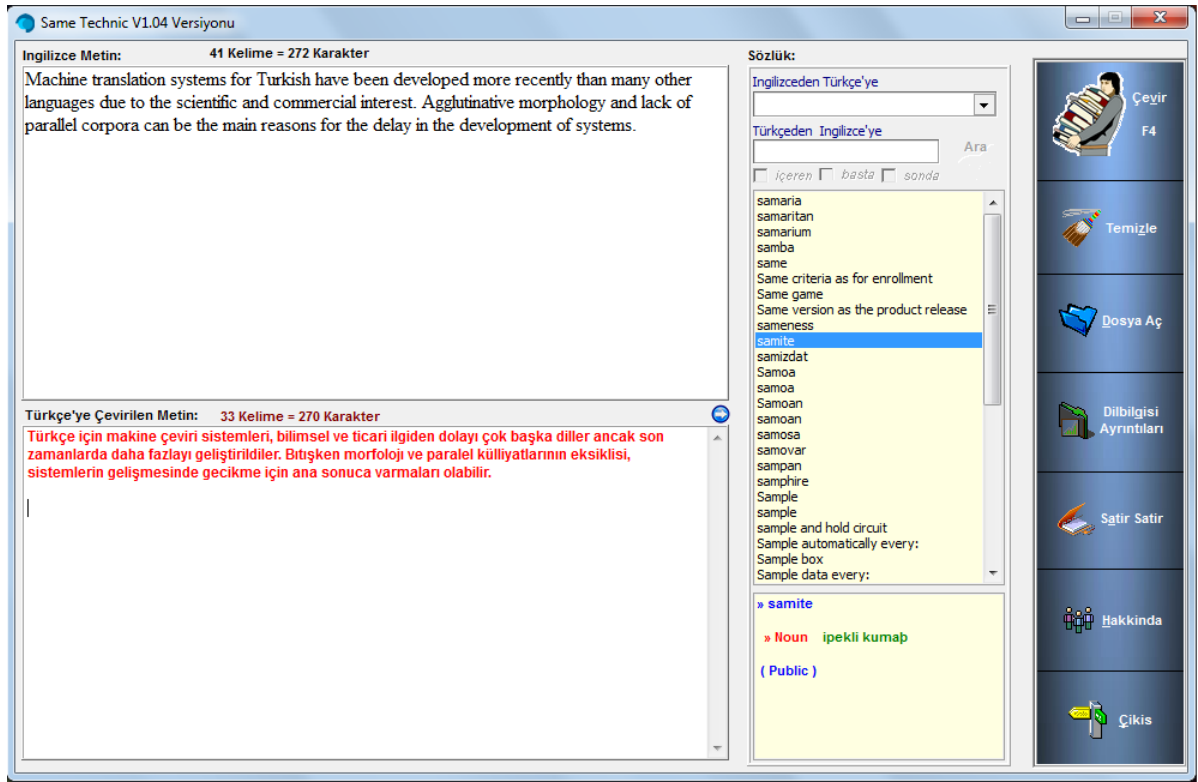 Same Technic V1.04 Versiyonu
Ingilizce Metin:
41 Kelime = 272 Karakter
Machine translation systems for Turkish have been developed more recently than many other
languages due to the scientific and commercial interest. Agglutinative morphology and lack of
parallel corpora can be the main reasons for the delay in the development of systems.
Türkçe'ye Çevirilen Metin:
33 Kelime = 270 Karakter
Türkçe için makine çeviri sistemleri, bilimsel ve ticari ilgiden dolayı çok başka diller ancak son
zamanlarda daha fazlayı geliştirildiler. Bıtışken morfolojı ve paralel külliyatlarının eksiklisi,
sistemlerin gelişmesinde gecikme için ana sonuca varmaları olabilir.
Sözlük:
Ingilizceden Türkçe'ye
Türkçeden Ingilizce'ye
Ara
içeren
basta
sonda
samaria
samaritan
samarium
samba
same
Same criteria as for enrollment
Same game
Same version as the product release
sameness
samite
samizdat
Samoa
samoa
Samoan
samoan
samosa
samovar
sampan
samphire
Sample
sample
sample and hold circuit
Sample automatically every:
Sample box
Sample data every:
» samite
» Noun ipekli kumaþ
( Public )
Çevir
F4
Temizle
Dosya Aç
Dilbilgisi
Ayrıntıları
Satir Satir
Hakkinda
Çikis